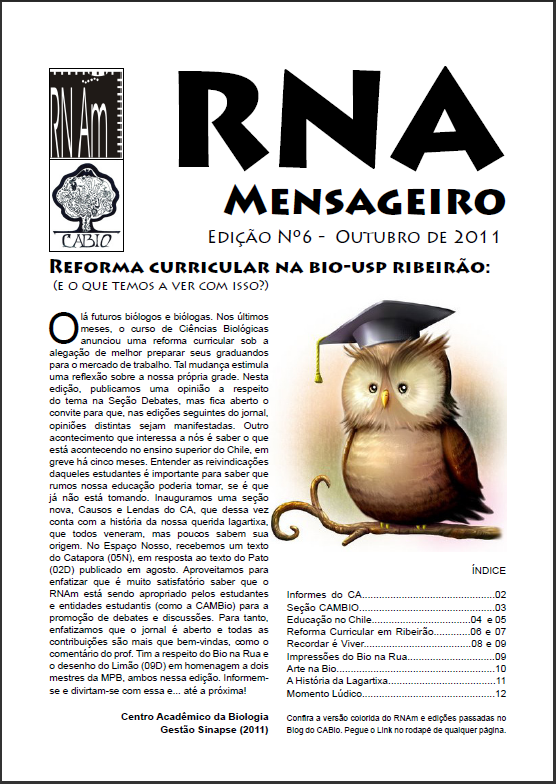 RNAm
CABIO
RNA
MENSAGEIRO
EDIÇÃO Nº6 - OUTUBRO DE 2011
REFORMA CURRICULAR NA BIO-USP RIBEIRÃO:
(E O QUE TEMOS A VER COM ISSO?)
Olá futuros biólogos e biólogas. Nos últimos
meses, o curso de Ciências Biológicas
anunciou uma reforma curricular sob a
alegação de melhor preparar seus graduandos
para o mercado de trabalho. Tal mudança estimula
uma reflexão sobre a nossa própria grade. Nesta
edição, publicamos uma opinião a respeito
do tema na Seção Debates, mas fica aberto o
convite para que, nas edições seguintes do jornal,
opiniões distintas sejam manifestadas. Outro
acontecimento que interessa a nós é saber o que
está acontecendo no ensino superior do Chile, em
greve há cinco meses. Entender as reivindicações
daqueles estudantes é importante para saber que
rumos nossa educação poderia tomar, se é que
já não está tomando. Inauguramos uma seção
nova, Causos e Lendas do CA, que dessa vez
conta com a história da nossa querida lagartixa,
que todos veneram, mas poucos sabem sua
origem. No Espaço Nosso, recebemos um texto
do Catapora (05N), em resposta ao texto do Pato
(02D) publicado em agosto. Aproveitamos para
enfatizar que é muito satisfatório saber que o
RNAm está sendo apropriado pelos estudantes
e entidades estudantis (como a CAMBio) para a
promoção de debates e discussões. Para tanto,
enfatizamos que o jornal é aberto e todas as
contribuições são mais que bem-vindas, como o
comentário do prof. Tim a respeito do Bio na Rua e
o desenho do Limão (09D) em homenagem a dois
mestres da MPB, ambos nessa edição. Informem-
se e divirtam-se com essa e... até a próxima!
Centro Acadêmico da Biologia
Gestão Sinapse (2011)
ÍNDICE
Informes do CA...................................................02
Seção CAMBIO....................................................03
Educação no Chile.................................04 e 05
Reforma Curricular em Ribeirão............06 e 07
Recordar é Viver....................................08 e 09
Impressões do Bio na Rua................................09
Arte na Bio..........................................................10
A História da Lagartixa.......................................11
Momento Lúdico.................................................12
Confira a versão colorida do RNAm e edições passadas no
Blog do CABio. Pegue o Link no rodapé de qualquer página.